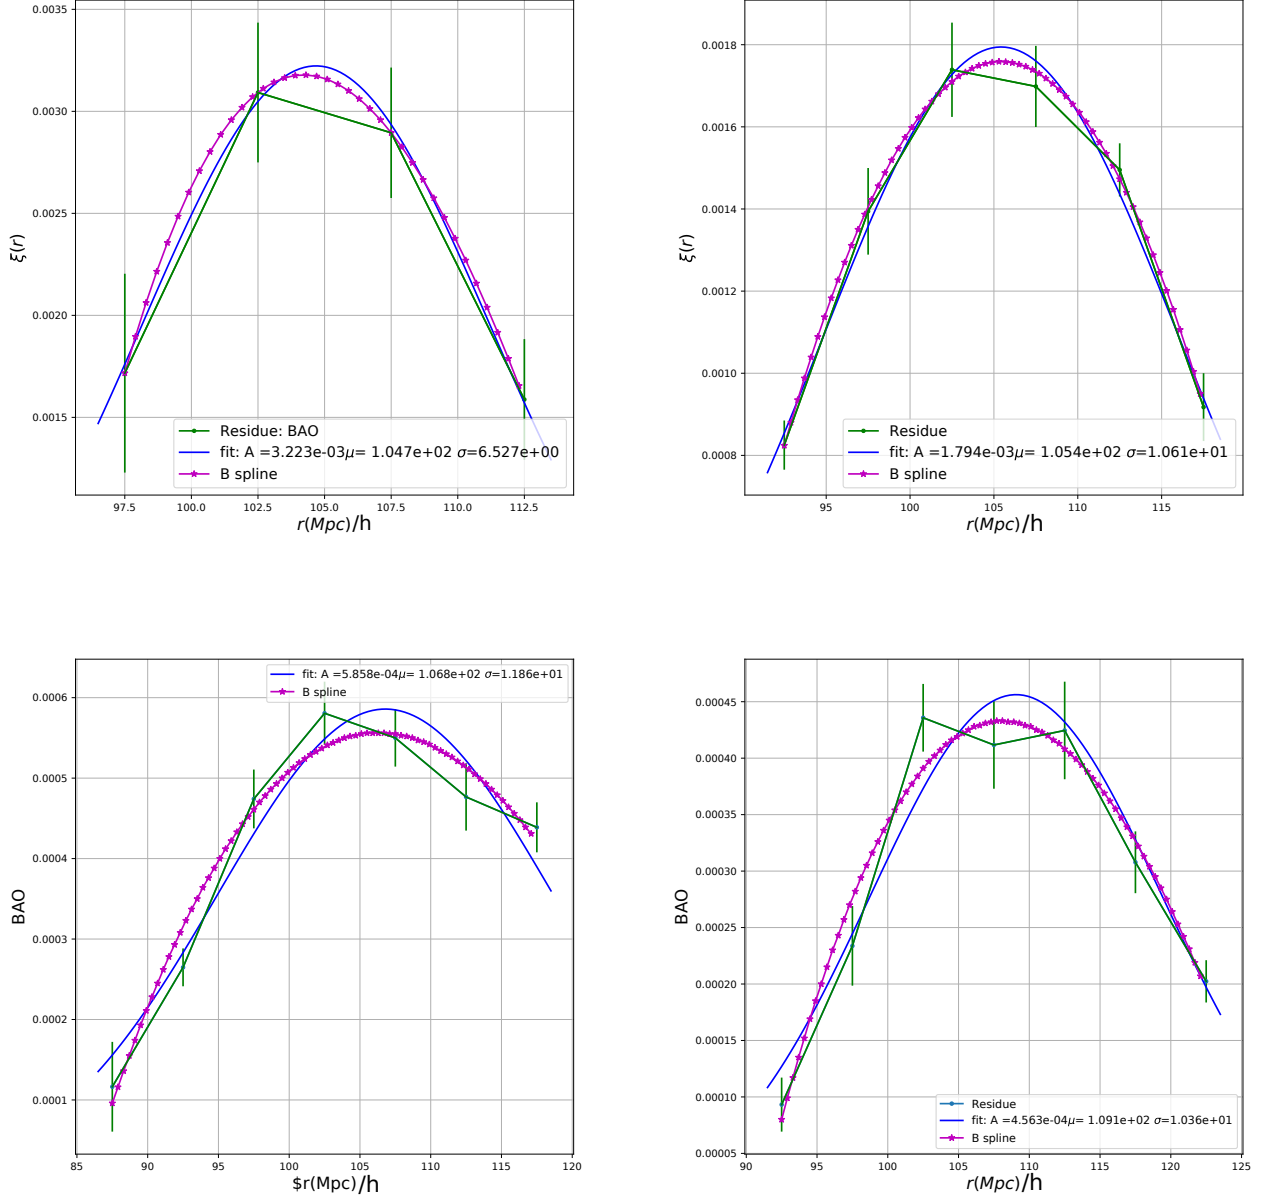 0.0035
0.0030
0.0025
0.0020
0.0015
ξ(r)
97.5 100.0 102.5 105.0 107.5 110.0 112.5
r(Mpc)/h
Residue: BAO
fit: A =3.223e-03μ= 1.047e+02 σ=6.527e+00
B spline
0.0018
0.0016
0.0014
0.0012
0.0010
0.0008
ξ(r)
95 100 105 110 115
r(Mpc)/h
Residue
fit: A =1.794e-03μ= 1.054e+02 σ=1.061e+01
B spline
0.0006
0.0005
0.0004
0.0003
0.0002
0.0001
BAO
85 90 95 100 105 110 115 120
$r(Mpc)/h
fit: A =5.858e-04μ= 1.068e+02 σ=1.186e+01
B spline
0.00045
0.00040
0.00035
0.00030
0.00025
0.00020
0.00015
0.00010
0.00005
BAO
90 95 100 105 110 115 120 125
r(Mpc)/h
Residue
fit: A =4.563e-04μ= 1.091e+02 σ=1.036e+01
B spline